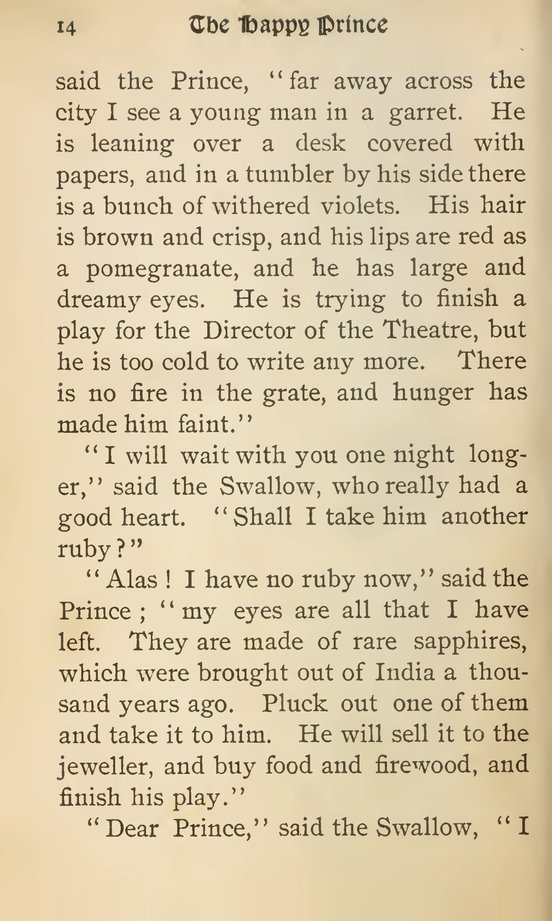 14 The Happy Prince
said the Prince, “far away across the
city I see a young man in a garret. He
is leaning over a desk covered with
papers, and in a tumbler by his side there
is a bunch of withered violets. His hair
is brown and crisp, and his lips are red as
a pomegranate, and he has large and
dreamy eyes. He is trying to finish a
play for the Director of the Theatre, but
he is too cold to write any more. There
is no fire in the grate, and hunger has
made him faint.”
“I will wait with you one night long-
er,” said the Swallow, who really had a
good heart. “Shall I take him another
ruby?”
“Alas! I have no ruby now,” said the
Prince; “my eyes are all that I have
left. They are made of rare sapphires,
which were brought out of India a thou-
sand years ago. Pluck out one of them
and take it to him. He will sell it to the
jeweller, and buy food and firewood, and
finish his play.”
“Dear Prince,” said the Swallow, “I